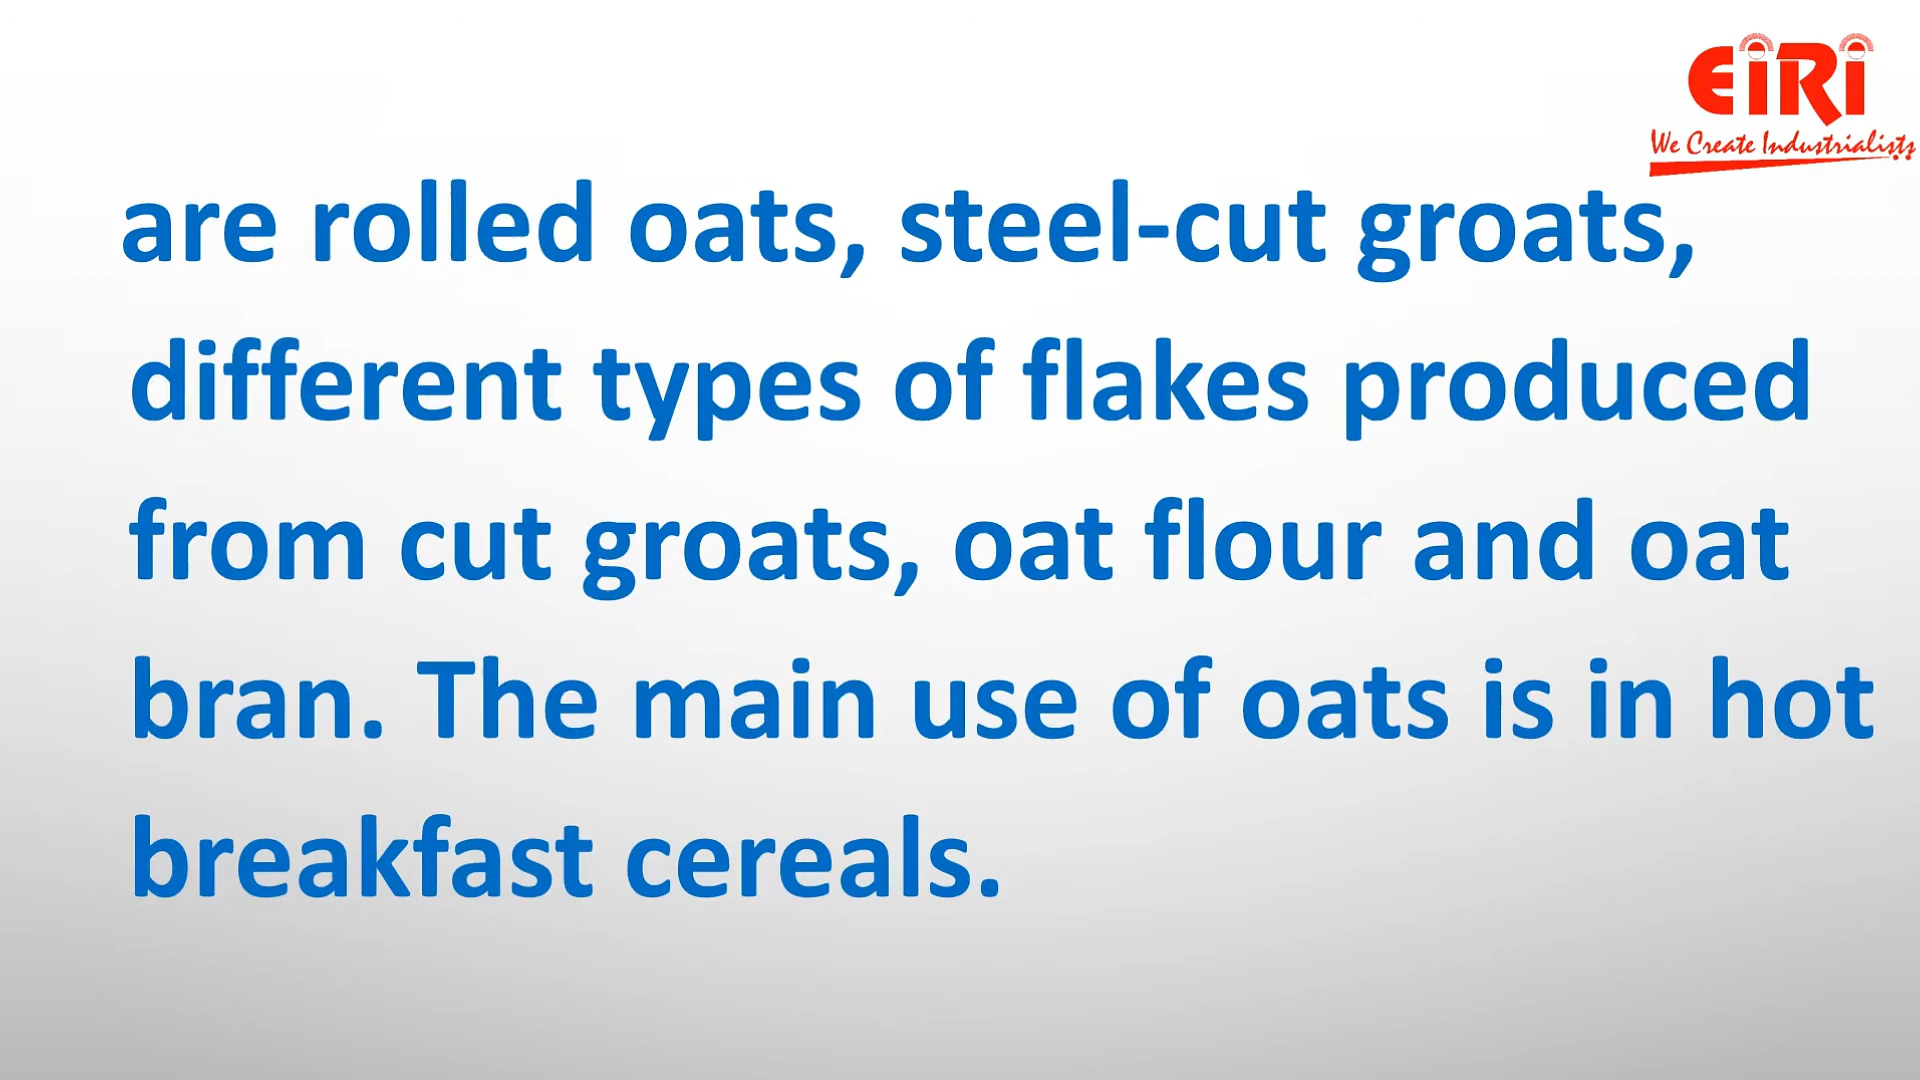 EiRi
We Create Industrialists
are rolled oats, steel-cut groats,
different types of flakes produced
from cut groats, oat flour and oat
bran. The main use of oats is in hot
breakfast cereals.